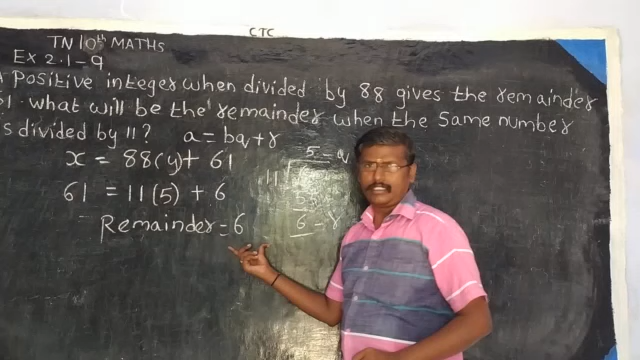 CTC
TN 10th MATHS
Ex 2.1-9
Positive integer when divided by 88 gives the remainder
61. what will be the remainder when the same number
is divided by 11? a = bq + r
x = 88(y) + 61
61 = 11(5) + 6
Remainder = 6
5 - q
11
6 - r